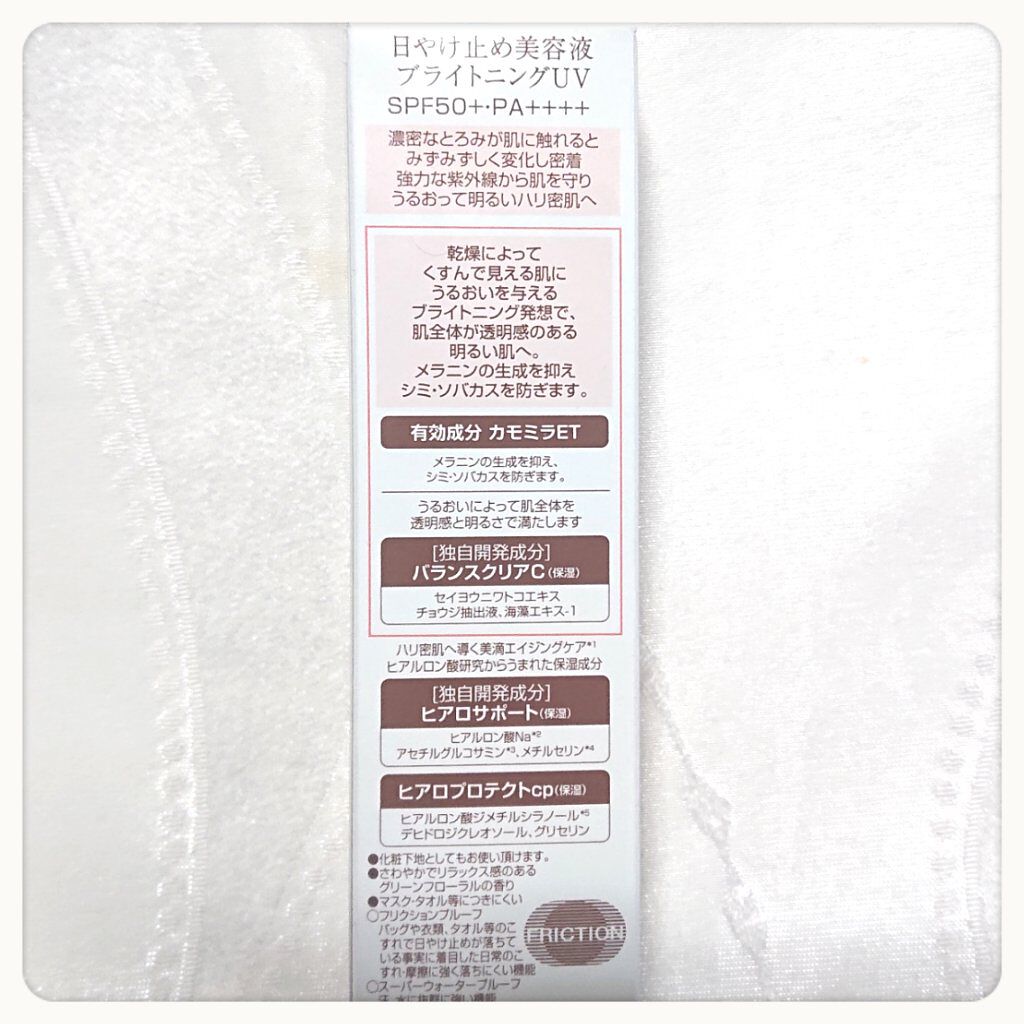 日やけ止め美容液
ブライトニングUV
SPF50+・PA++++
濃密なとろみが肌に触れると
みずみずしく変化し密着
強力な紫外線から肌を守り
うるおって明るいハリ密肌へ
乾燥によって
くすんで見える肌に
うるおいを与える
ブライトニング発想で、
肌全体が透明感のある
明るい肌へ。
メラニンの生成を抑え
シミ・ソバカスを防ぎます。
有効成分 カモミラET
メラニンの生成を抑え、
シミ・ソバカスを防ぎます。
うるおいによって肌全体を
透明感と明るさで満たします
[独自開発成分]
バランスクリアC(保湿)
セイヨウニワトコエキス
チョウジ抽出液、海藻エキス-1
ハリ密肌へ導く美滴エイジングケア*1
ヒアルロン酸研究からうまれた保湿成分
[独自開発成分]
ヒアロサポート(保湿)
ヒアルロン酸Na*2
アセチルグルコサミン*3、メチルセリン*4
ヒアロプロテクトcp(保湿)
ヒアルロン酸ジメチルシラノール*5
デヒドロジクレオソール、グリセリン
●化粧下地としてもお使い頂けます。
●さわやかでリラックス感のある
グリーンフローラルの香り
●マスク・タオル等につきにくい
○フリクションプルーフ
バッグや衣類、タオル等のこ
すれで日やけ止めが落ちて
いる事実に着目した日常のこ
すれ・摩擦に強く落ちにくい機能
FRICTION
○スーパーウォータープルーフ
汗、水に抜群に強い機能